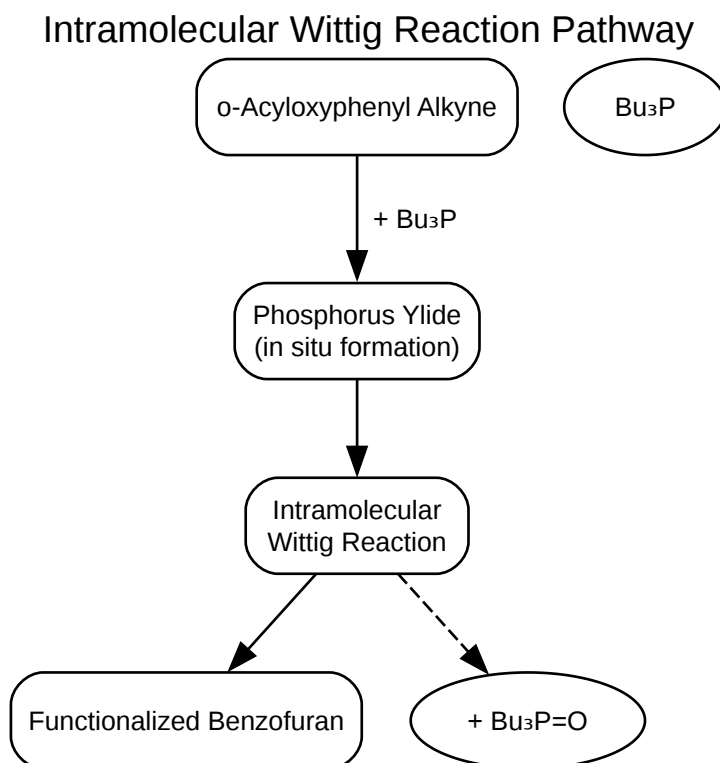 Intramolecular Wittig Reaction Pathway
o-Acyloxyphenyl Alkyne
Bu₃P
+ Bu₃P
Phosphorus Ylide
(in situ formation)
Intramolecular
Wittig Reaction
Functionalized Benzofuran
+ Bu₃P=O